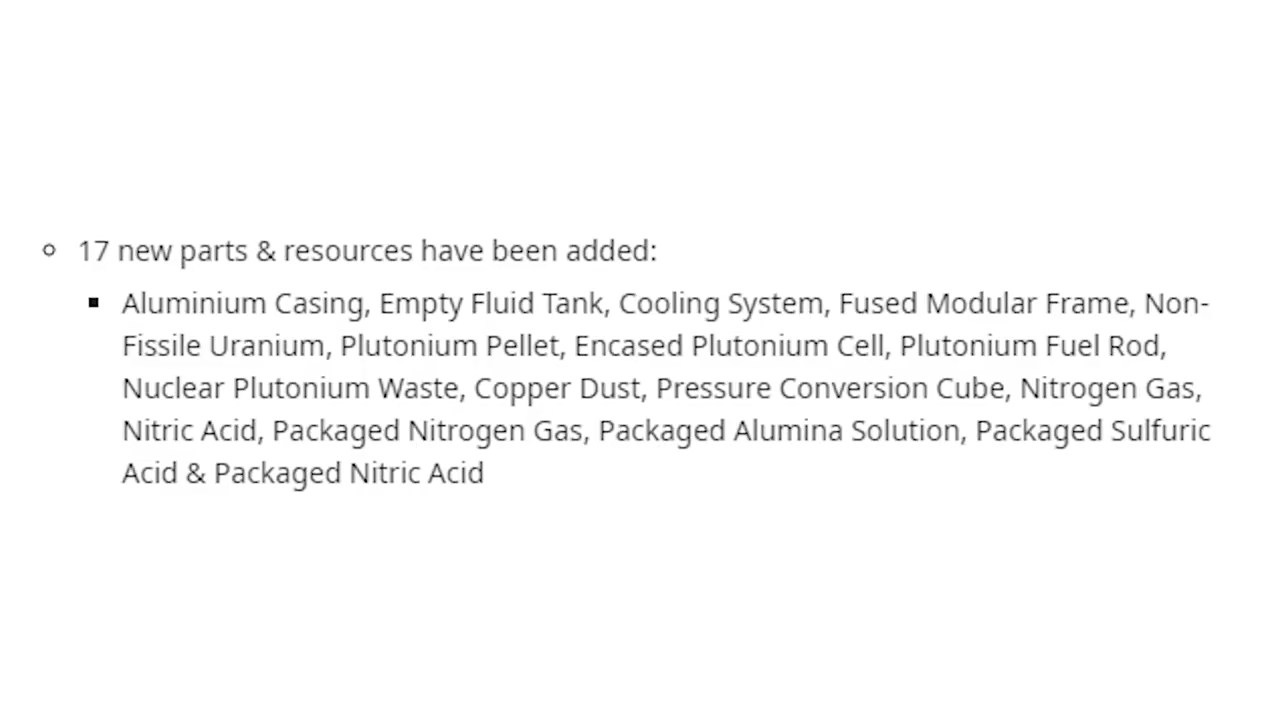 17 new parts & resources have been added:
Aluminium Casing, Empty Fluid Tank, Cooling System, Fused Modular Frame, Non-
Fissile Uranium, Plutonium Pellet, Encased Plutonium Cell, Plutonium Fuel Rod,
Nuclear Plutonium Waste, Copper Dust, Pressure Conversion Cube, Nitrogen Gas,
Nitric Acid, Packaged Nitrogen Gas, Packaged Alumina Solution, Packaged Sulfuric
Acid & Packaged Nitric Acid